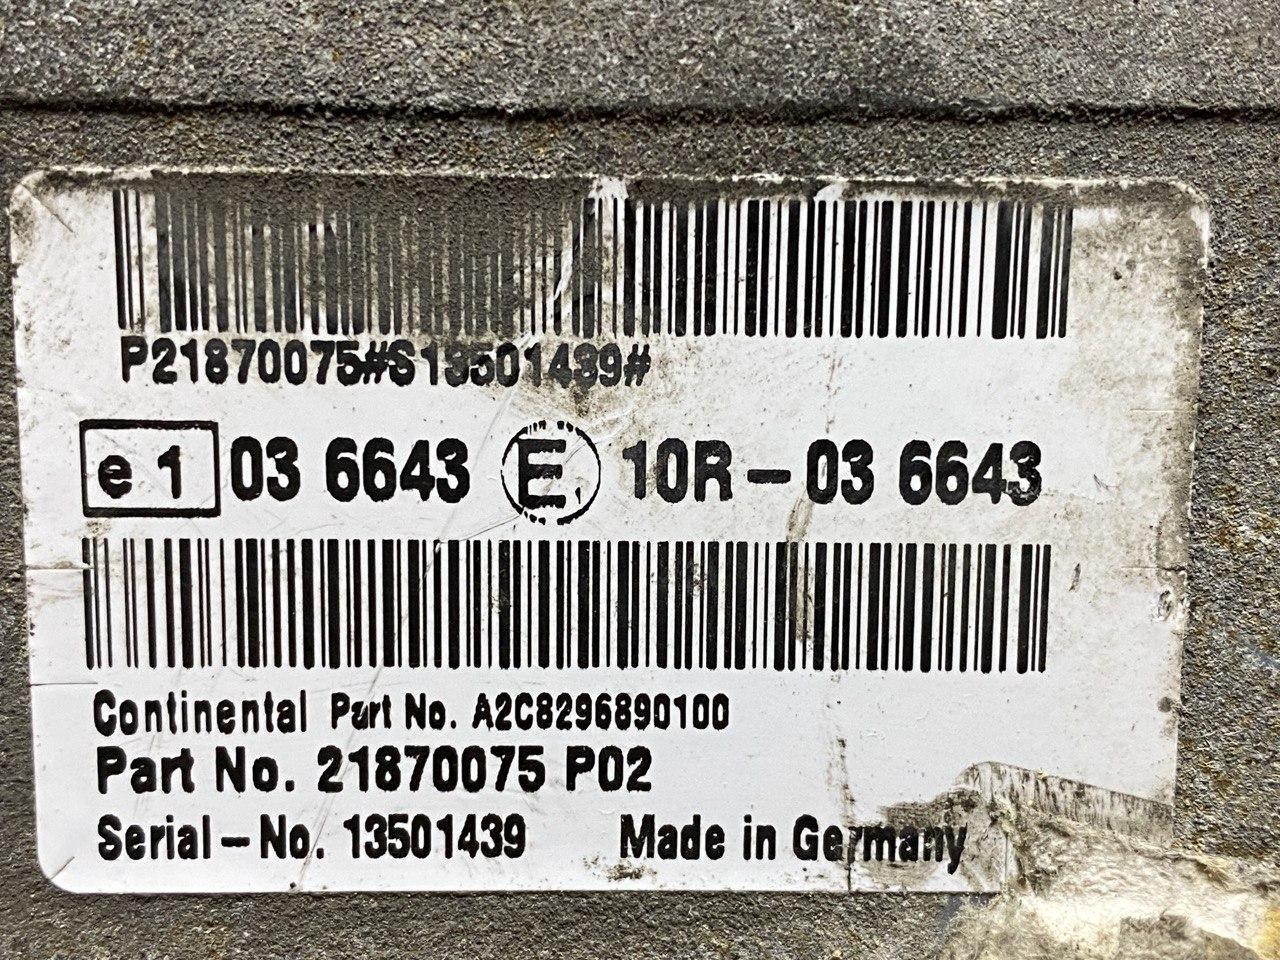 P21870075#S13501439#
e 1 03 6643 E 1 10R-03 6643
Continental Part No. A2C8296890100
Part No. 21870075 P02
Serial-No. 13501439 Made in Germany